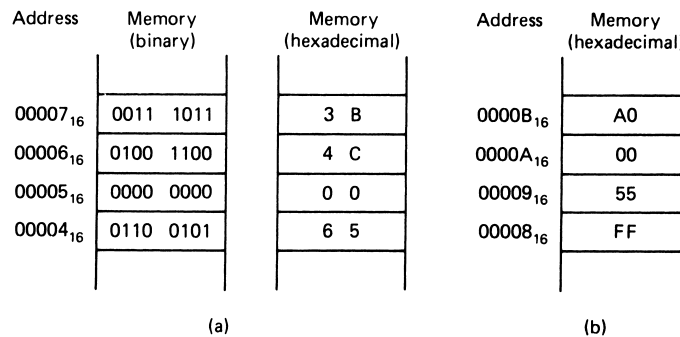 Address Memory Memory Address Memory
(binary) (hexadecimal) (hexadecimal)
00007₁₆ 0011 1011 3 B 0000B₁₆ A0
00006₁₆ 0100 1100 4 C 0000A₁₆ 00
00005₁₆ 0000 0000 0 0 00009₁₆ 55
00004₁₆ 0110 0101 6 5 00008₁₆ FF
(a) (b)